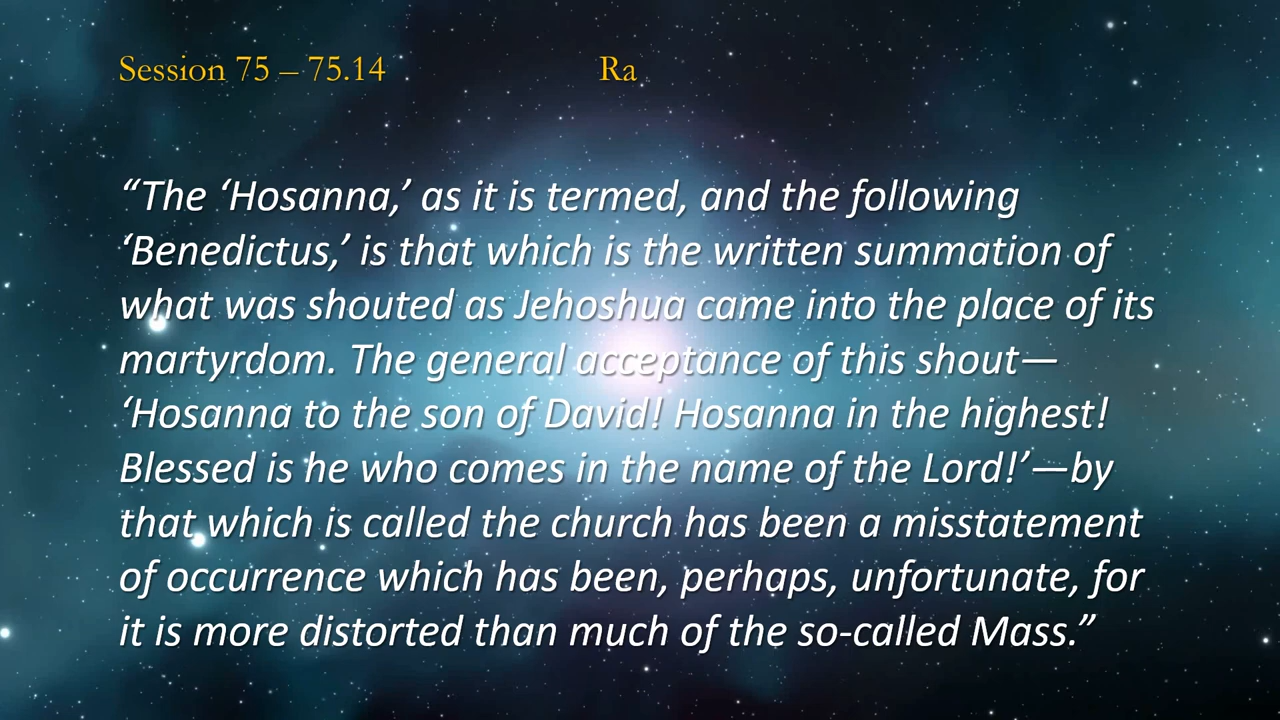 Session 75 – 75.14 Ra
“The ‘Hosanna,’ as it is termed, and the following
‘Benedictus,’ is that which is the written summation of
what was shouted as Jehoshua came into the place of its
martyrdom. The general acceptance of this shout—
‘Hosanna to the son of David! Hosanna in the highest!
Blessed is he who comes in the name of the Lord!’—by
that which is called the church has been a misstatement
of occurrence which has been, perhaps, unfortunate, for
it is more distorted than much of the so-called Mass.”